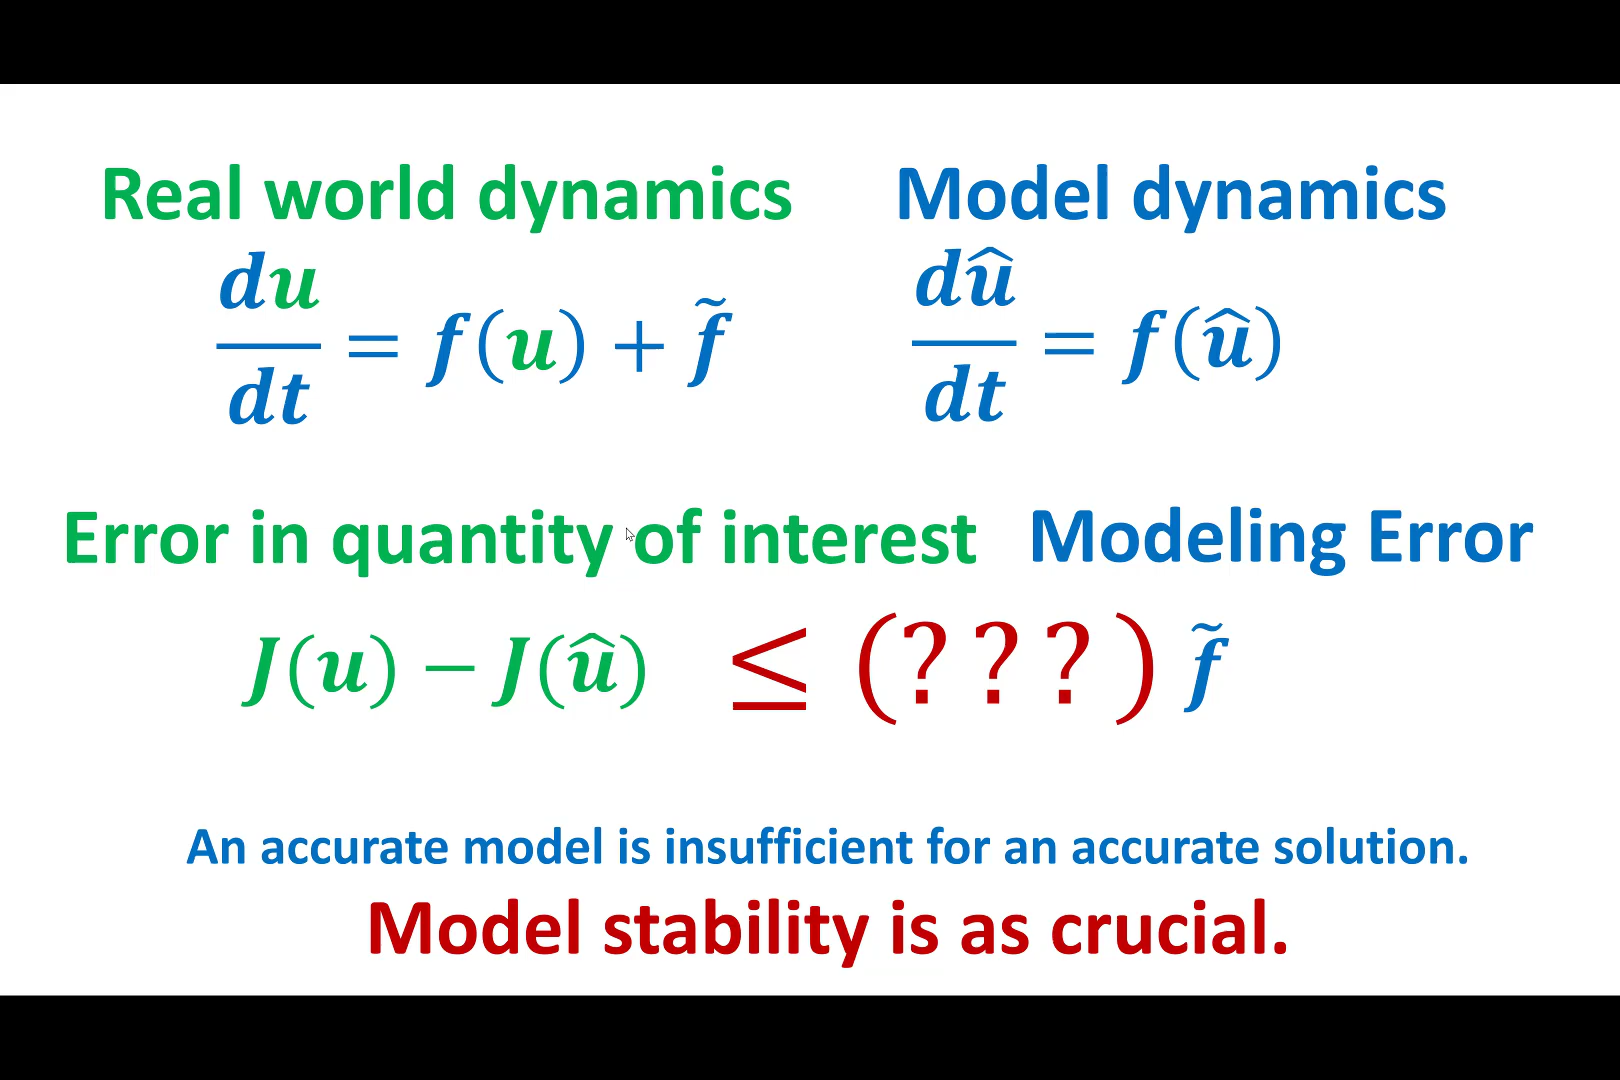 Real world dynamics Model dynamics
du/dt = f(u) + f̃ dû/dt = f(û)
Error in quantity of interest Modeling Error
J(u) − J(û) ≤ (???) f̃
An accurate model is insufficient for an accurate solution.
Model stability is as crucial.